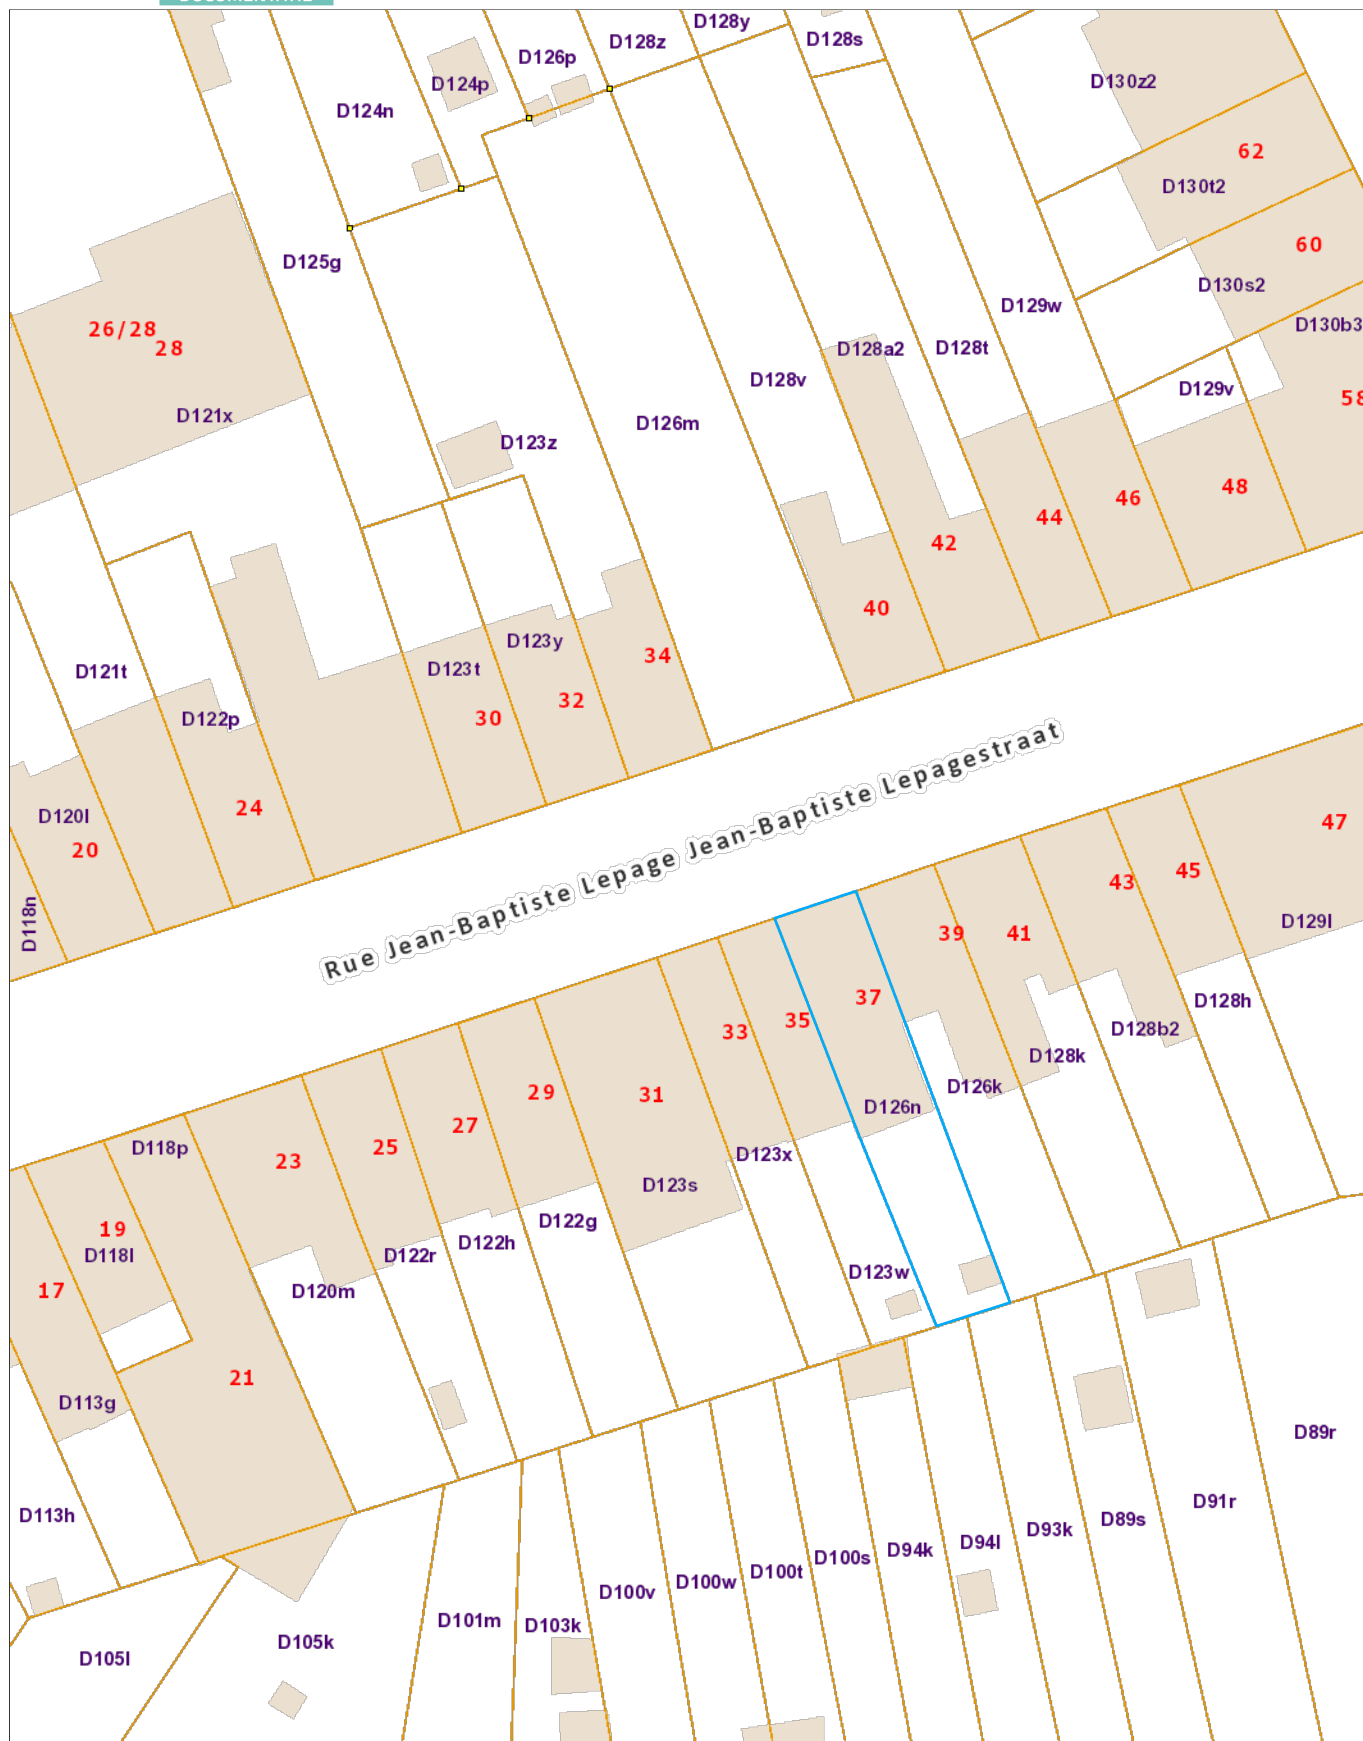 D128y
D128z
D128s
D126p
D124p
D130z2
D124n
62
D130t2
60
D125g
D130s2
D129w
D130b3
26/28
28
D128a2
D128t
D128v
D129v
58
D121x
D126m
D123z
48
46
44
42
40
D123y
34
D123t
D121t
32
D122p
30
24
D120l
20
D118n
Rue Jean-Baptiste Lepage Jean-Baptiste Lepagestraat
47
45
43
D129l
39
41
37
D128h
35
33
D128b2
D128k
D126k
31
29
D126n
27
25
D118p
D123x
23
D123s
19
D122g
D122h
D118l
D122r
D123w
17
D120m
21
D113g
D89r
D91r
D113h
D89s
D93k
D94l
D94k
D100s
D100t
D100w
D100v
D101m
D103k
D105k
D105l